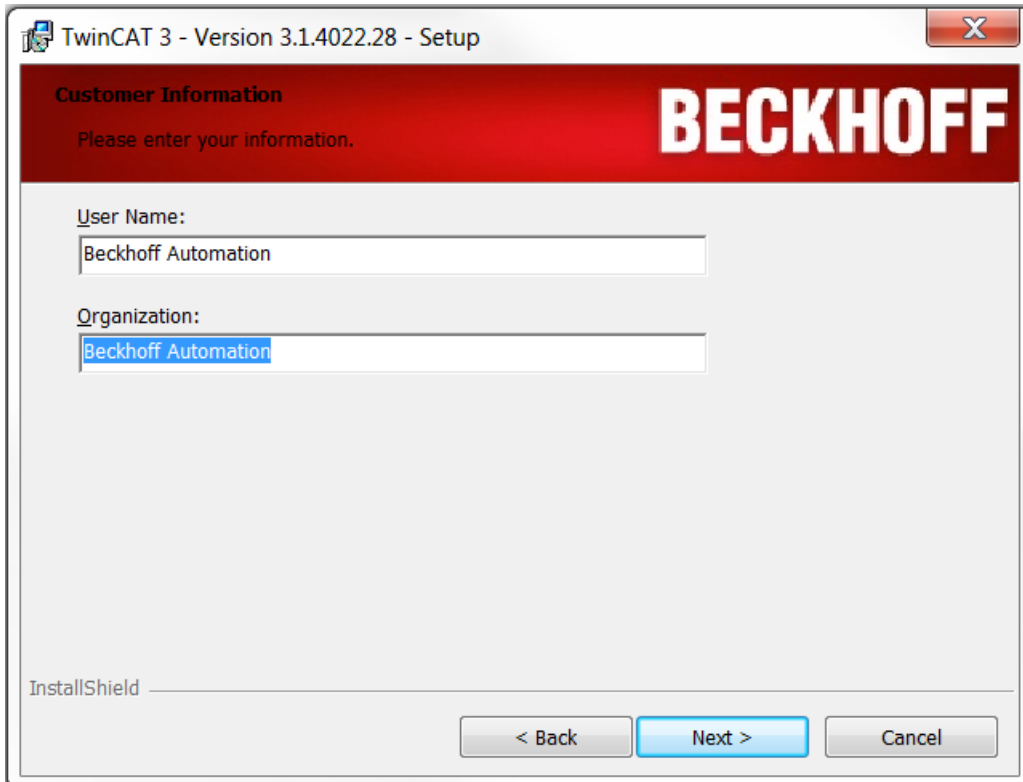 TwinCAT 3 - Version 3.1.4022.28 - Setup
Customer Information
BECKHOFF
Please enter your information.
User Name:
Beckhoff Automation
Organization:
Beckhoff Automation
InstallShield
< Back Next > Cancel